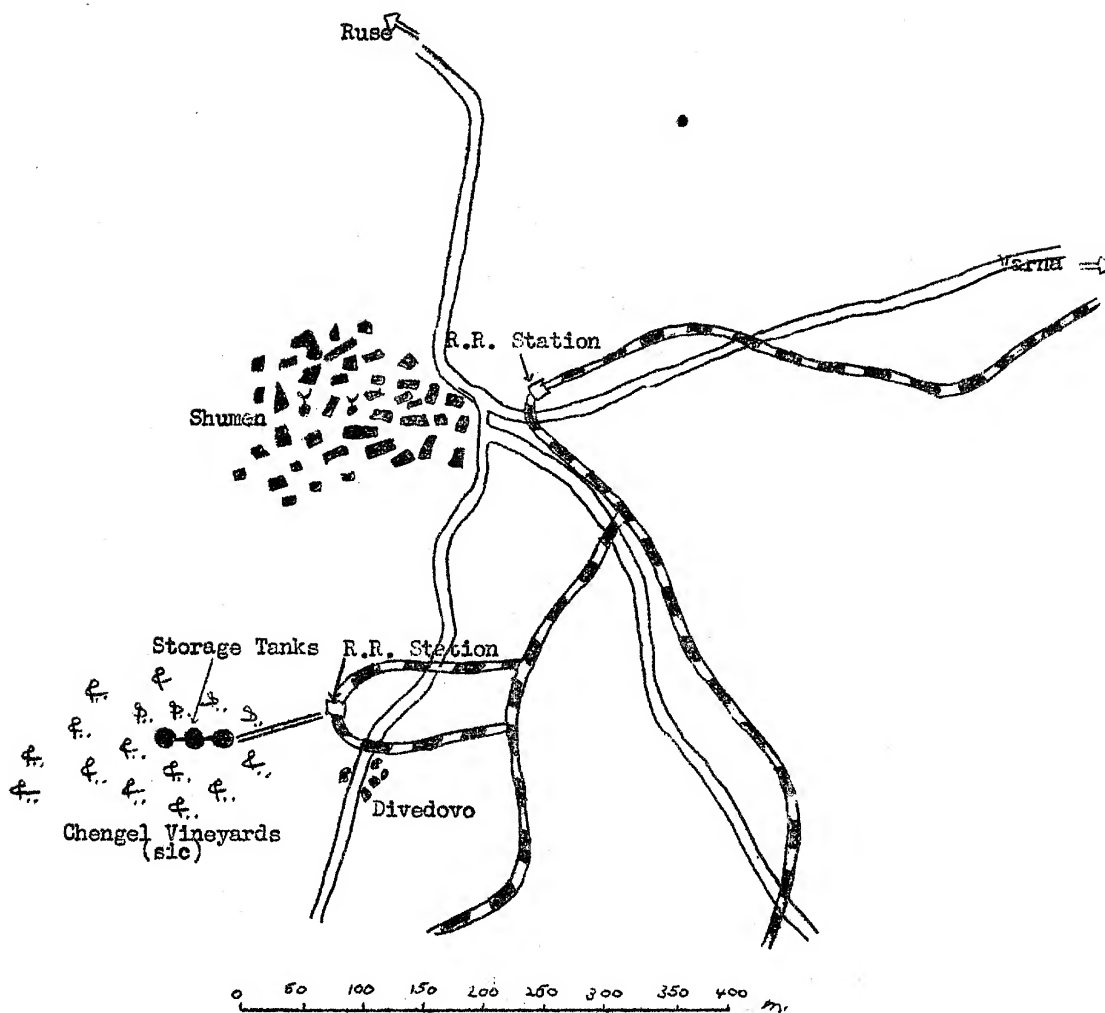 Ruse
Varna
R.R. Station
Shumen
Storage Tanks
R.R. Station
Divedovo
Chengel Vineyards
(sic)
0 50 100 150 200 250 300 350 400 m.